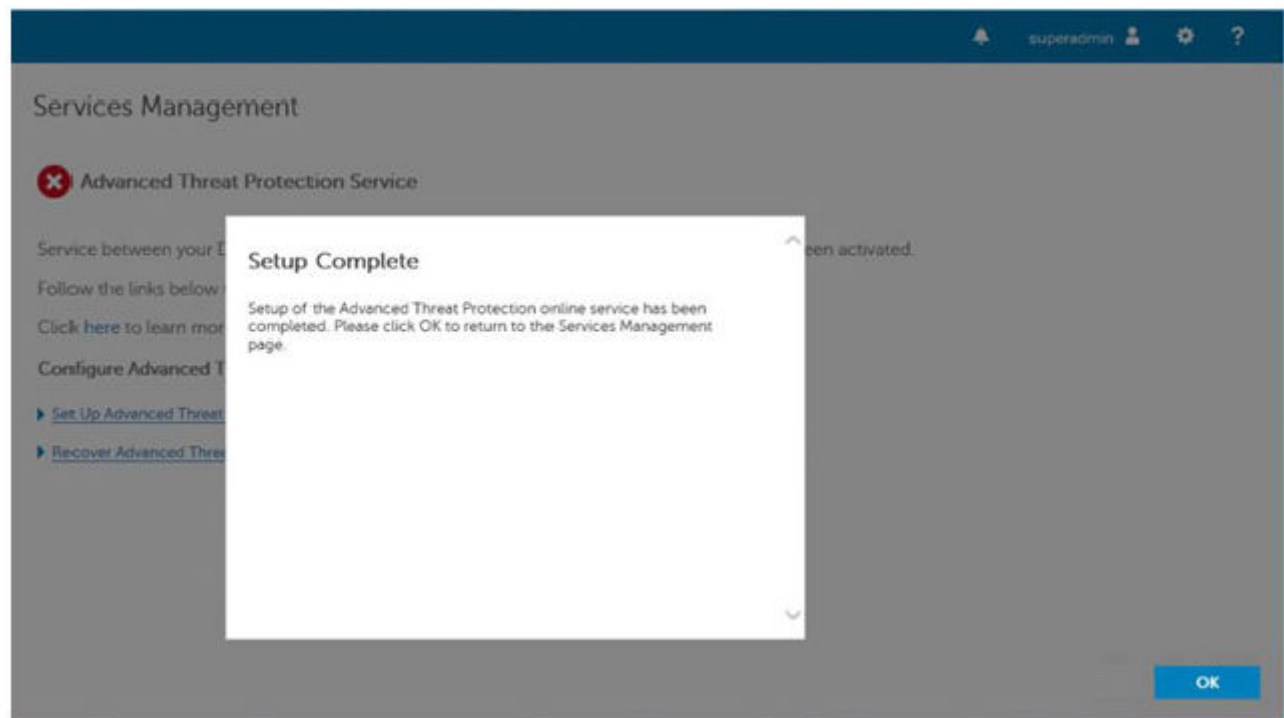 superadmin ?
Services Management
Advanced Threat Protection Service
Service between your D een activated.
Follow the links below
Click here to learn mor
Configure Advanced T
Set Up Advanced Threat
Recover Advanced Thre
Setup Complete
Setup of the Advanced Threat Protection online service has been
completed. Please click OK to return to the Services Management
page.
OK